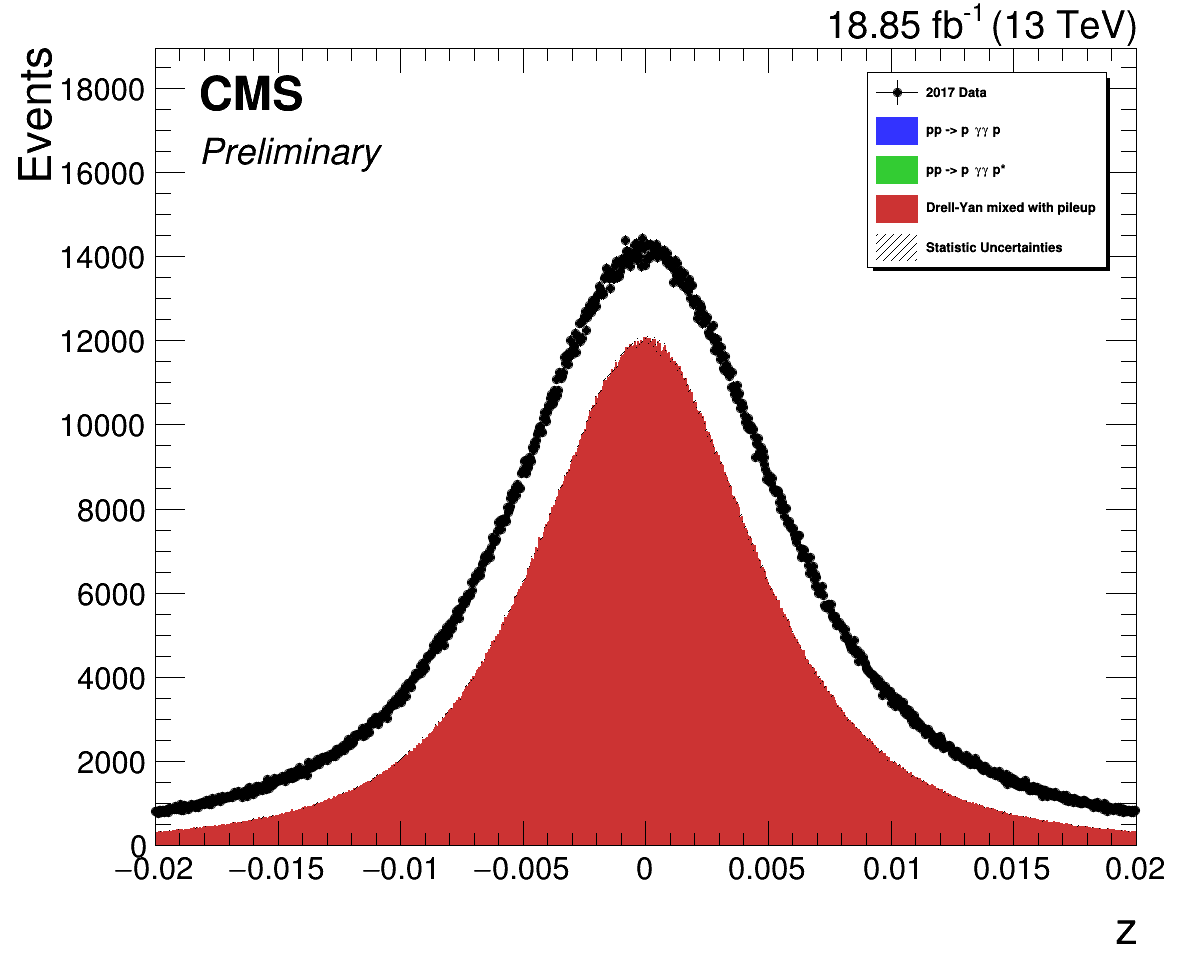 18.85 fb⁻¹ (13 TeV)
Events
CMS
Preliminary
2017 Data
pp -> p γγ p
pp -> p γγ p*
Drell-Yan mixed with pileup
Statistic Uncertainties
18000
16000
14000
12000
10000
8000
6000
4000
2000
0
−0.02 −0.015 −0.01 −0.005 0 0.005 0.01 0.015 0.02
z